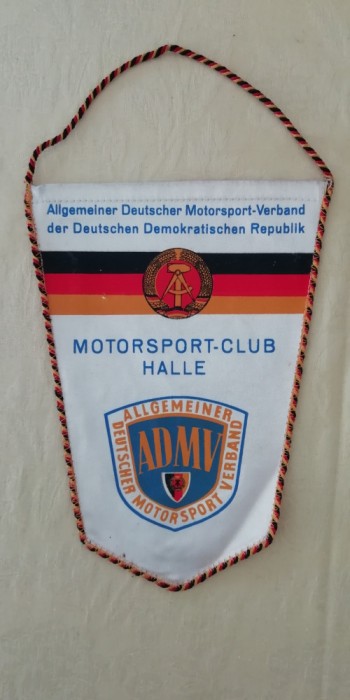 Allgemeiner Deutscher Motorsport-Verband
der Deutschen Demokratischen Republik
MOTORSPORT-CLUB
HALLE
ALLGEMEINER
DEUTSCHER MOTORSPORT VERBAND
ADMV